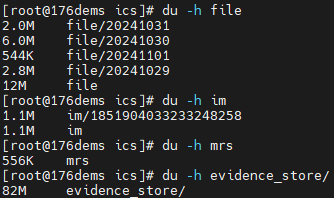 [root@176dems ics]# du -h file
2.0M    file/20241031
6.0M    file/20241030
544K    file/20241101
2.8M    file/20241029
12M     file
[root@176dems ics]# du -h im
1.1M    im/1851904033233248258
1.1M    im
[root@176dems ics]# du -h mrs
556K    mrs
[root@176dems ics]# du -h evidence_store/
82M     evidence_store/